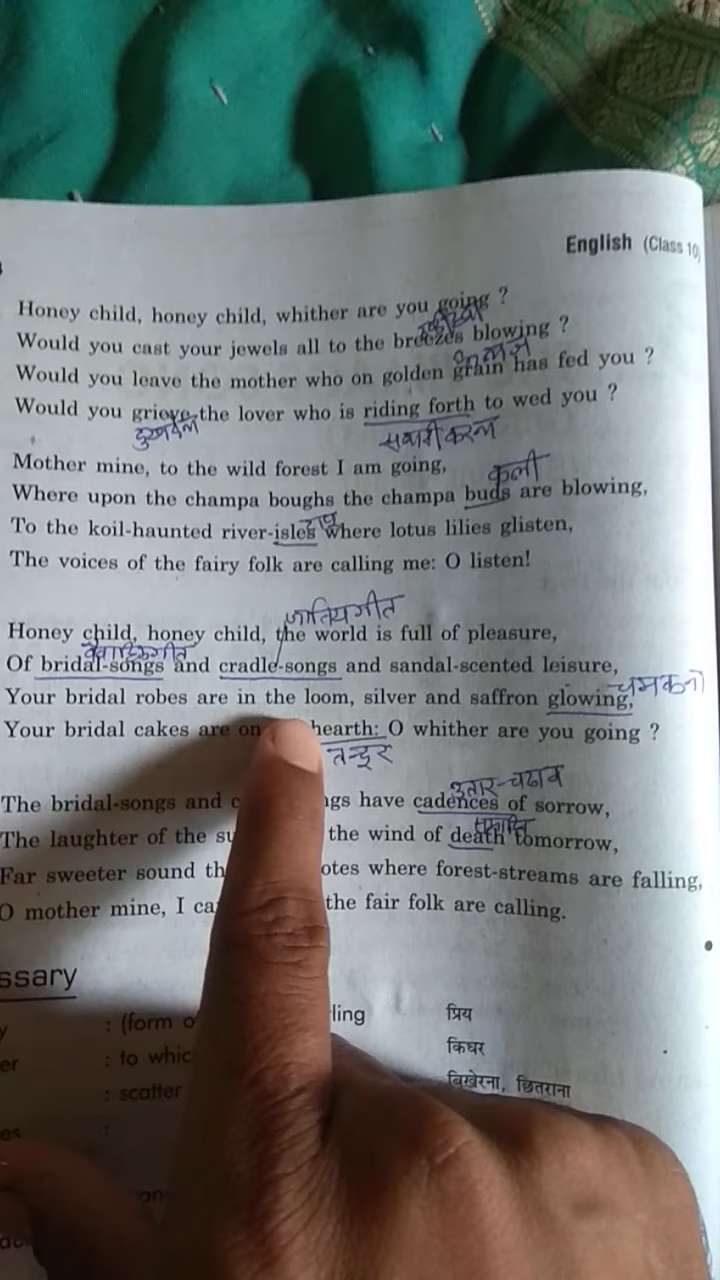 English (Class 10)
Honey child, honey child, whither are you going ?
Would you cast your jewels all to the breezes blowing ?
Would you leave the mother who on golden grain has fed you ?
Would you grieve the lover who is riding forth to wed you ?
दुःख देना सवारी करना
कली
Mother mine, to the wild forest I am going,
Where upon the champa boughs the champa buds are blowing,
टापू
To the koil-haunted river-isles where lotus lilies glisten,
The voices of the fairy folk are calling me: O listen!
जातियगीत
Honey child, honey child, the world is full of pleasure,
Of bridal-songs and cradle-songs and sandal-scented leisure,
चमकना
Your bridal robes are in the loom, silver and saffron glowing,
Your bridal cakes are on hearth: O whither are you going ?
तन्दूर
उतार-चढाव
The bridal-songs and ngs have cadences of sorrow,
The laughter of the su the wind of death tomorrow,
Far sweeter sound th otes where forest-streams are falling,
O mother mine, I ca the fair folk are calling.
ssary
y : (form o ling प्रिय
er : to whic किधर
: scatter बिखेरना, छितराना
es :